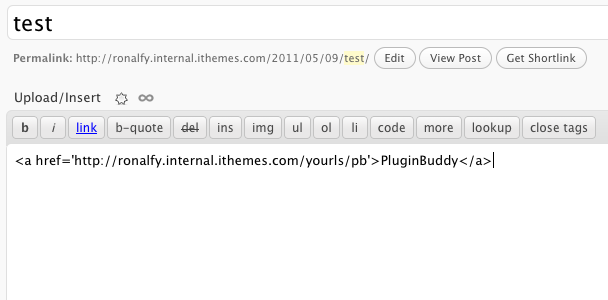 test
Permalink: http://ronalfy.internal.ithemes.com/2011/05/09/test/ Edit View Post Get Shortlink
Upload/Insert
b i link b-quote del ins img ul ol li code more lookup close tags
<a href='http://ronalfy.internal.ithemes.com/yourls/pb'>PluginBuddy</a>